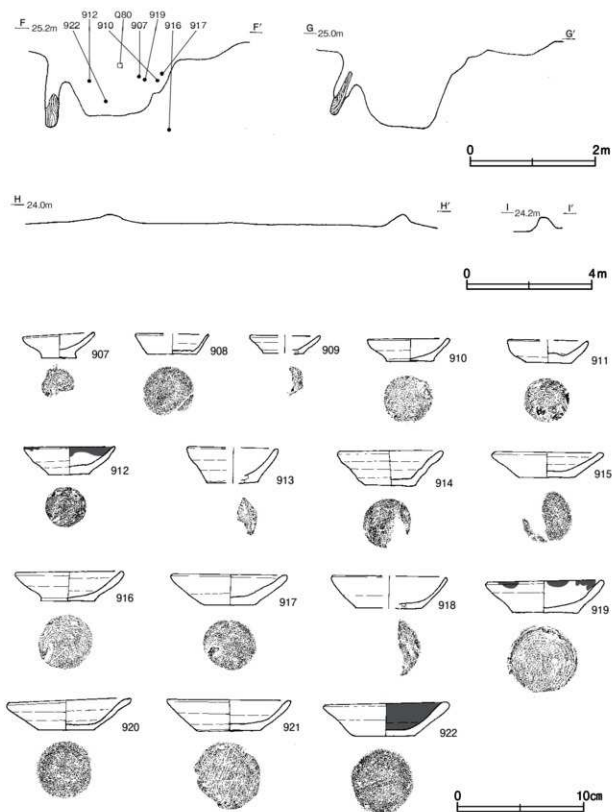 F 25.2m 912 Q80 919 916 F′
922 910 907 917
G 25.0m G′
0 2m
H 24.0m H′ I 24.2m I′
0 4m
907 908 909 910 911
912 913 914 915
916 917 918 919
920 921 922
0 10cm